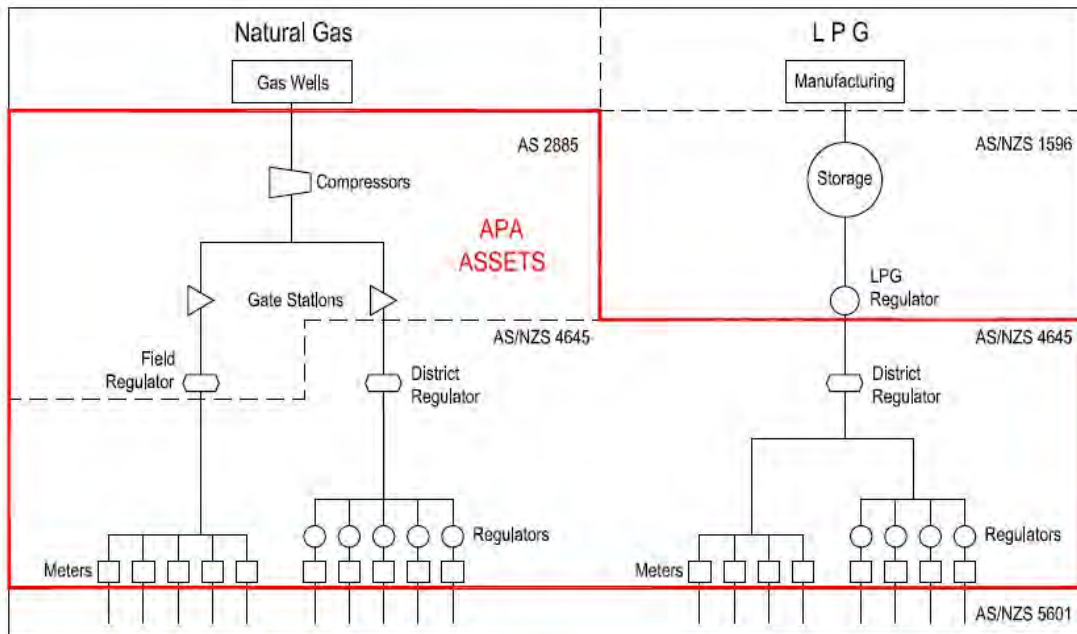 Natural Gas
L P G
Gas Wells
Manufacturing
AS 2885
AS/NZS 1596
Compressors
Storage
APA
ASSETS
LPG
Regulator
Gate Stations
AS/NZS 4645
AS/NZS 4645
Field
Regulator
District
Regulator
District
Regulator
Regulators
Regulators
Meters
Meters
AS/NZS 5601